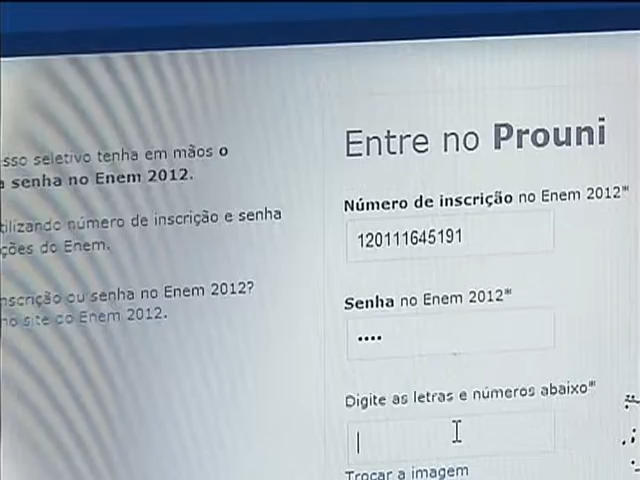 sso seletivo tenha em mãos o
a senha no Enem 2012.
tilizando número de inscrição e senha
ções do Enem.
nscrição ou senha no Enem 2012?
no site do Enem 2012.
Entre no Prouni
Número de inscrição no Enem 2012*
120111645191
Senha no Enem 2012*
••••
Digite as letras e números abaixo*
Trocar a imagem